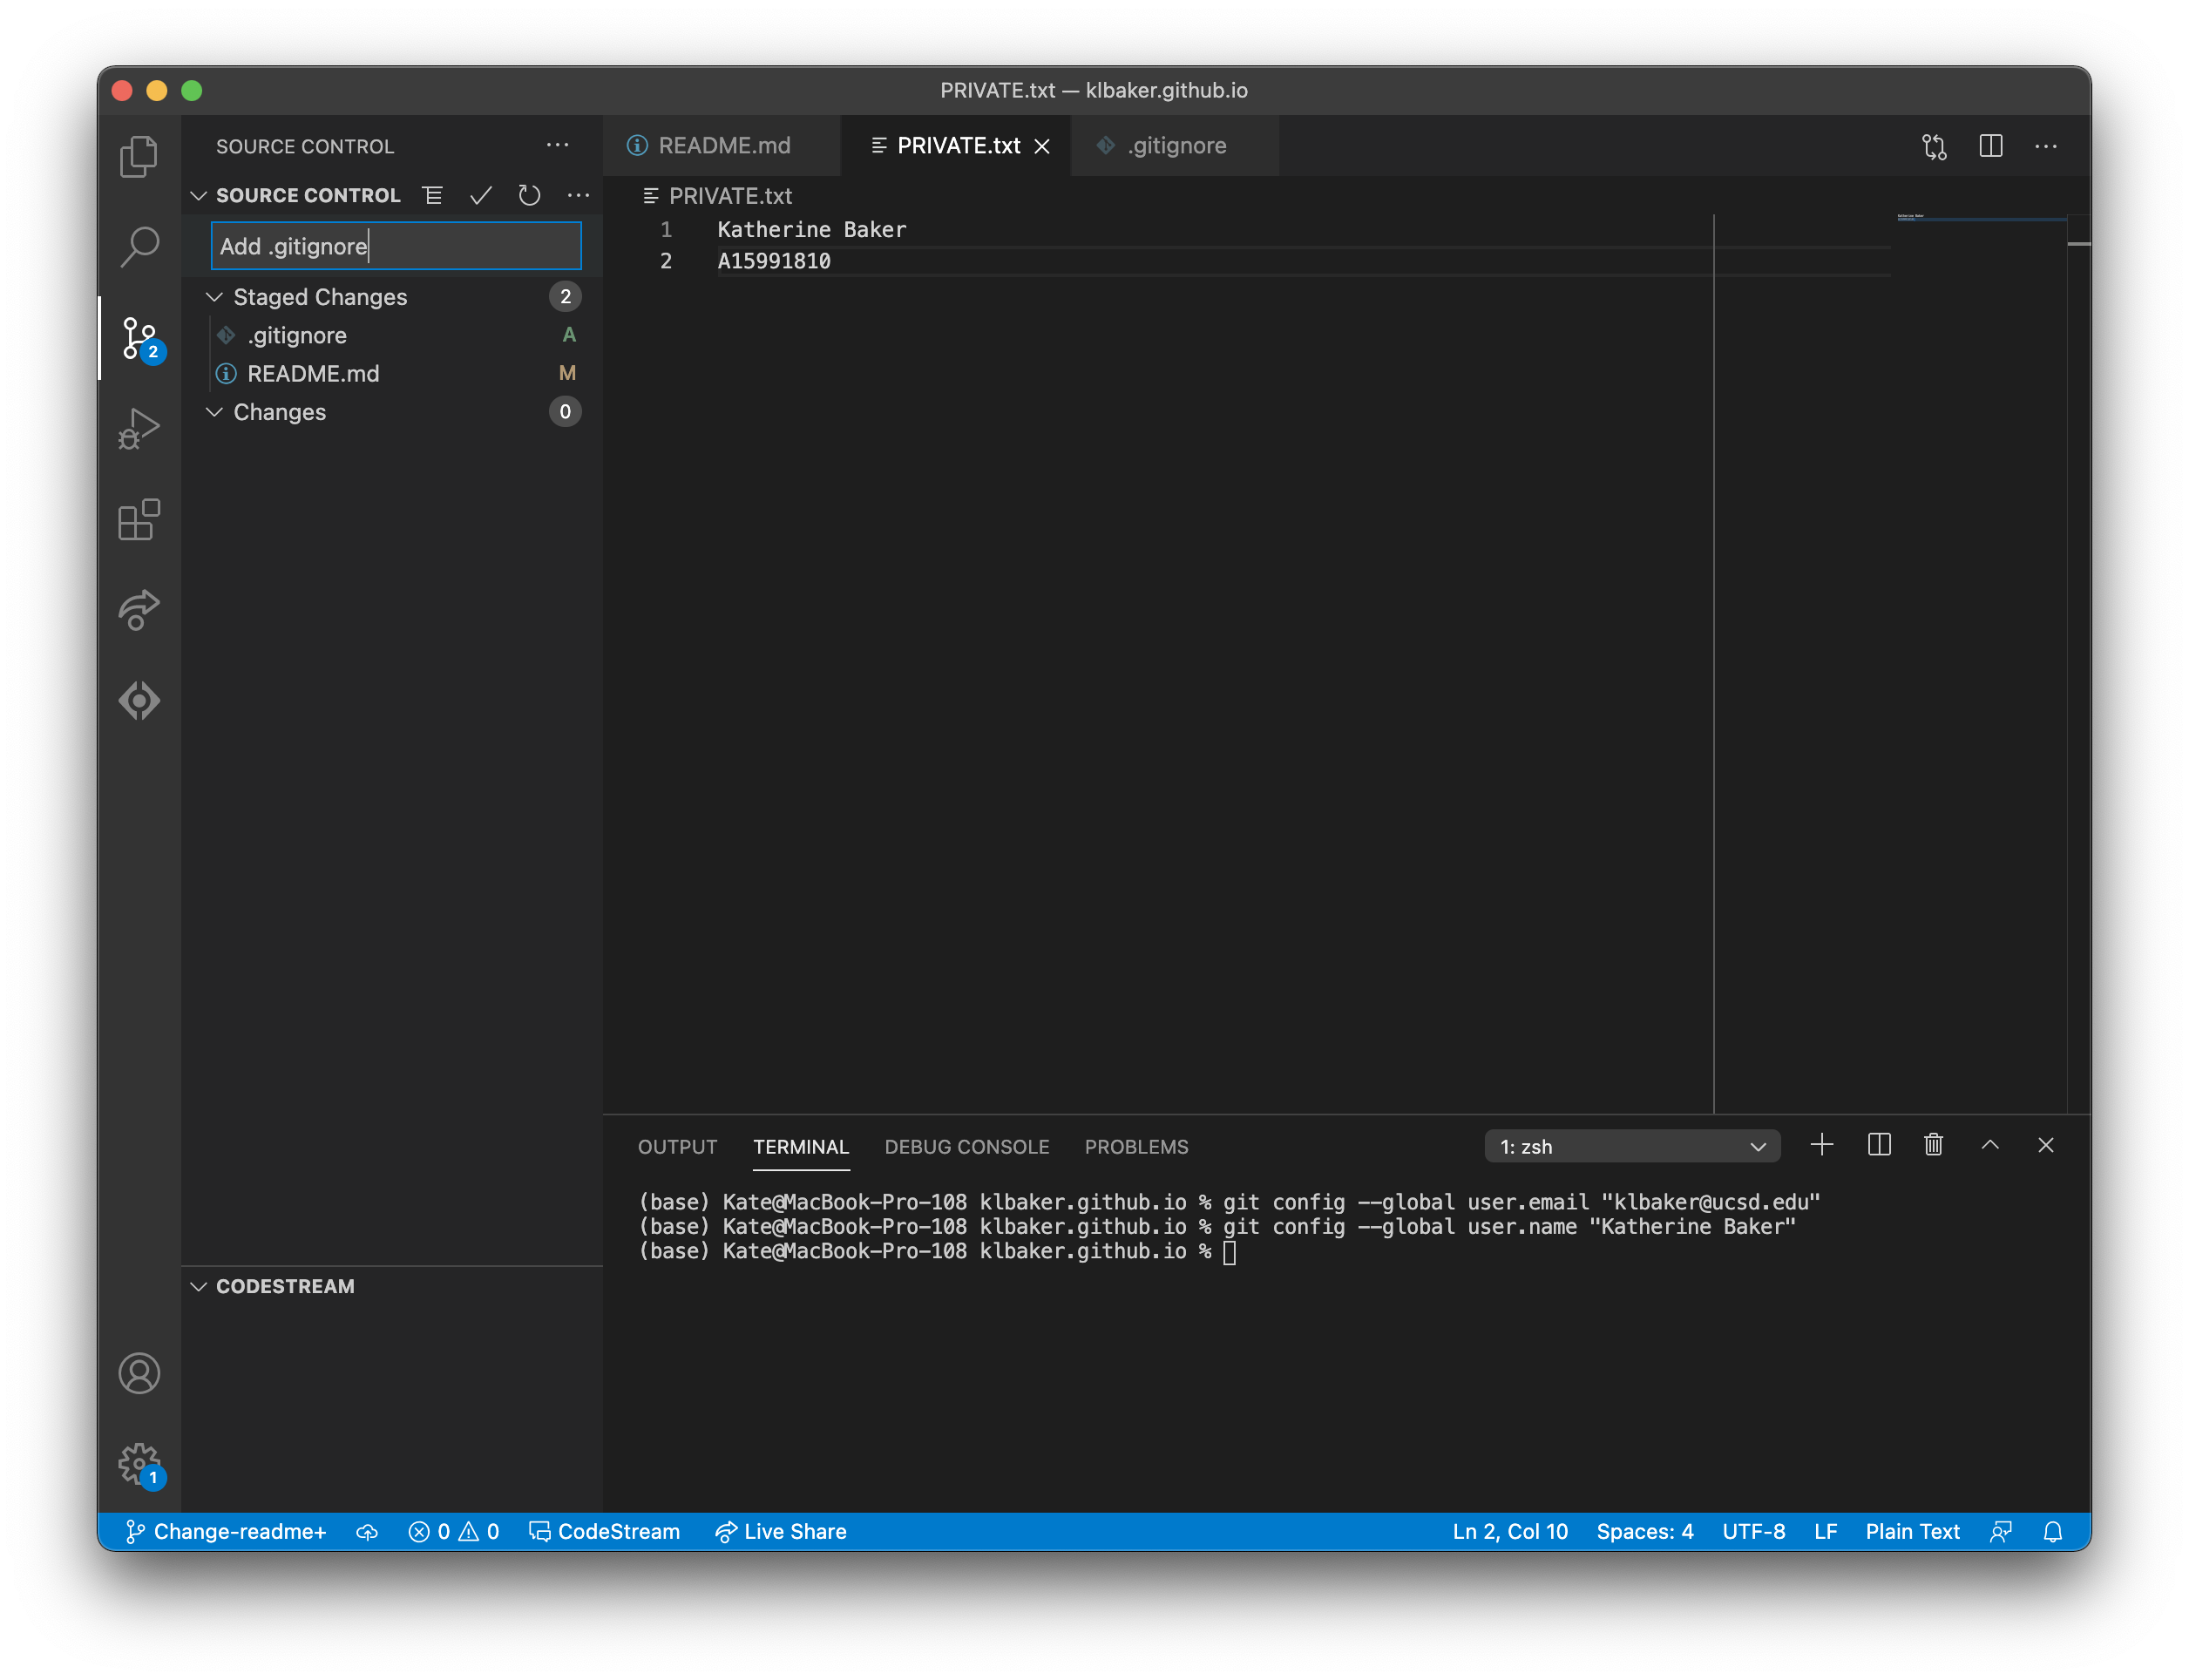 PRIVATE.txt — klbaker.github.io
SOURCE CONTROL
README.md
PRIVATE.txt
.gitignore
SOURCE CONTROL
PRIVATE.txt
Add .gitignore
1 Katherine Baker
2 A15991810
Staged Changes 2
.gitignore A
README.md M
Changes 0
2
OUTPUT TERMINAL DEBUG CONSOLE PROBLEMS 1: zsh
(base) Kate@MacBook-Pro-108 klbaker.github.io % git config --global user.email "klbaker@ucsd.edu"
(base) Kate@MacBook-Pro-108 klbaker.github.io % git config --global user.name "Katherine Baker"
(base) Kate@MacBook-Pro-108 klbaker.github.io %
CODESTREAM
1
Change-readme+ 0 0 CodeStream Live Share Ln 2, Col 10 Spaces: 4 UTF-8 LF Plain Text